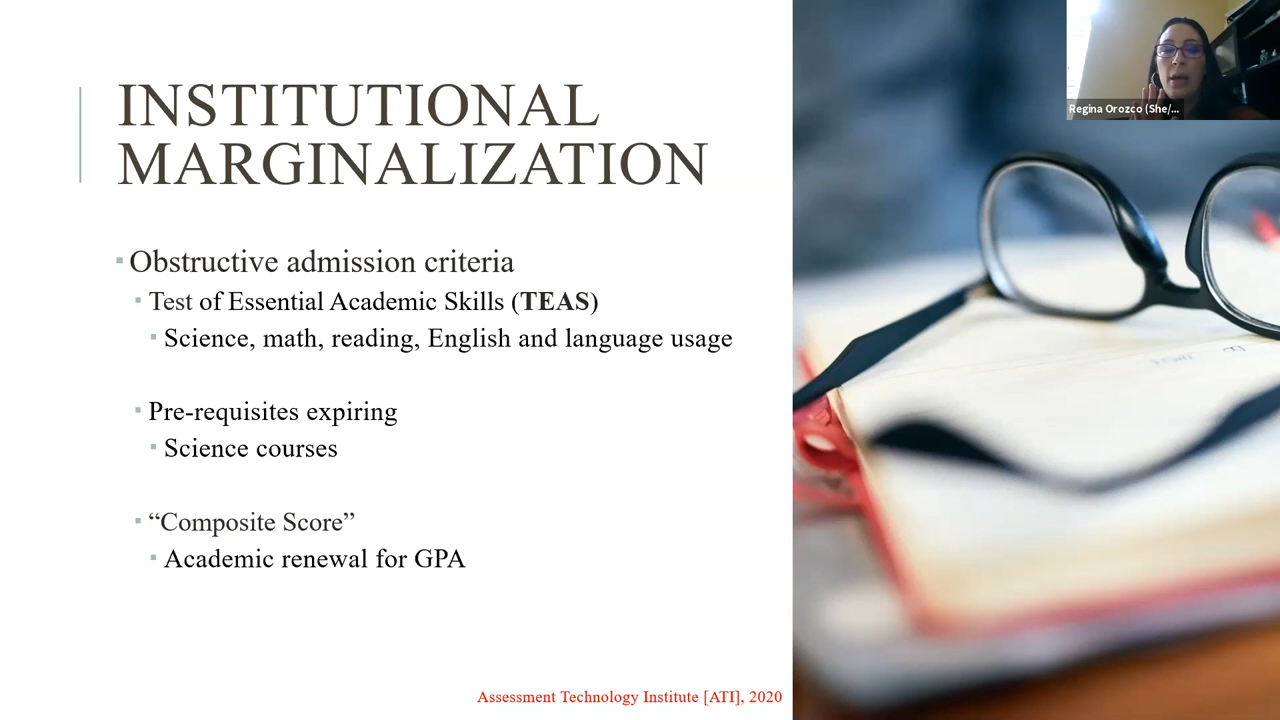 INSTITUTIONAL
MARGINALIZATION
Obstructive admission criteria
Test of Essential Academic Skills (TEAS)
Science, math, reading, English and language usage
Pre-requisites expiring
Science courses
“Composite Score”
Academic renewal for GPA
Assessment Technology Institute [ATI], 2020
Regina Orozco (She/...